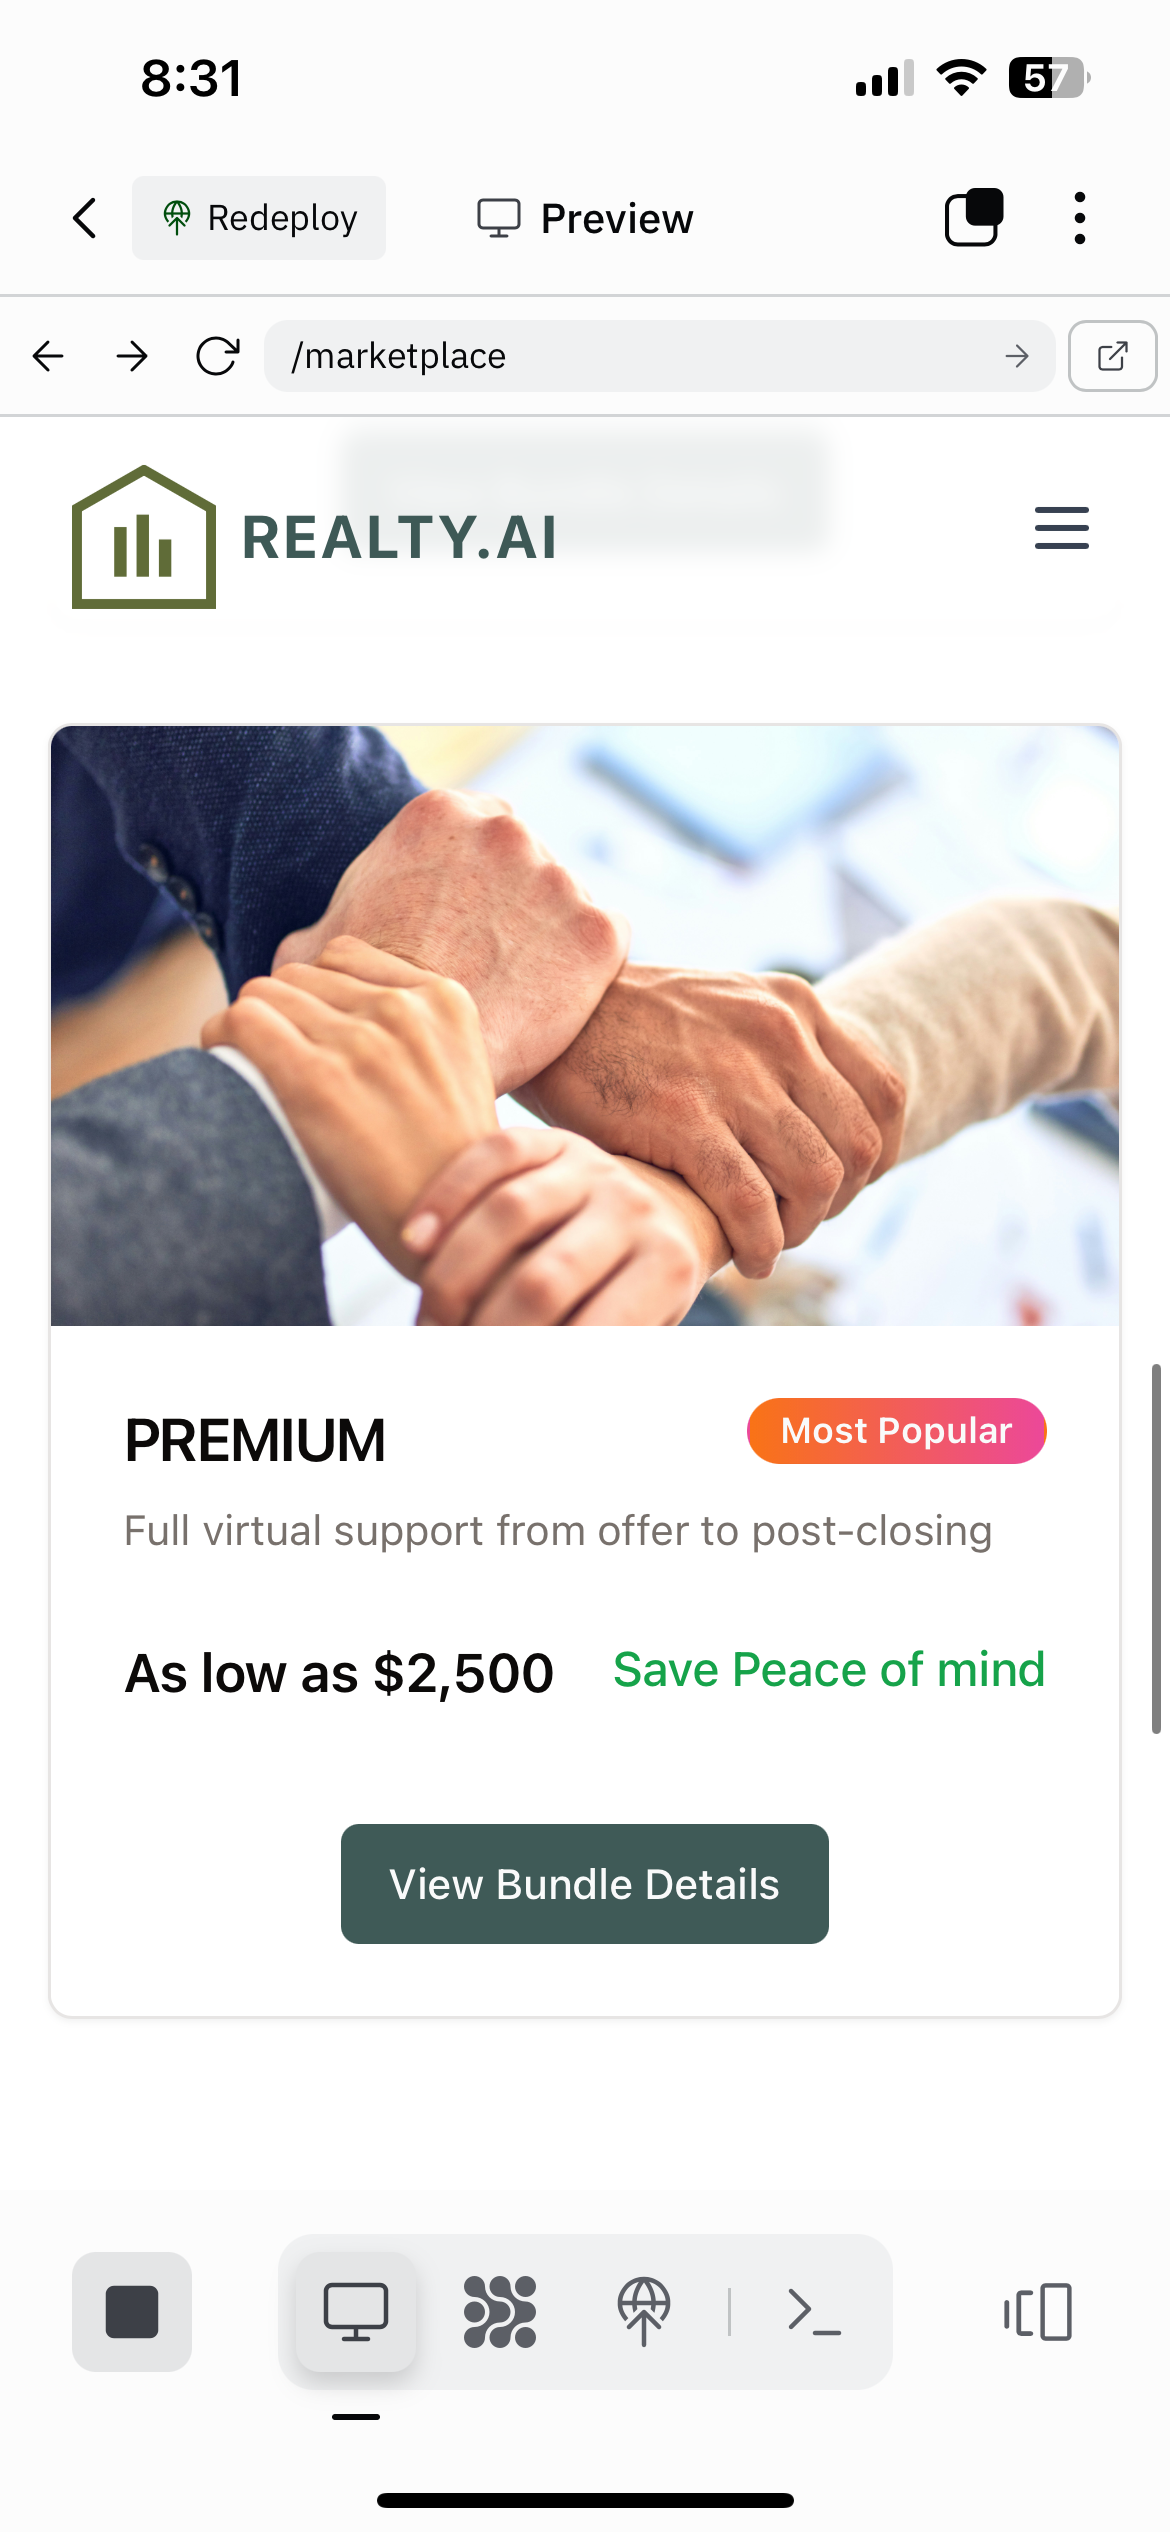 8:31
57
Redeploy
Preview
/marketplace
REALTY.AI
PREMIUM
Most Popular
Full virtual support from offer to post-closing
As low as $2,500
Save Peace of mind
View Bundle Details